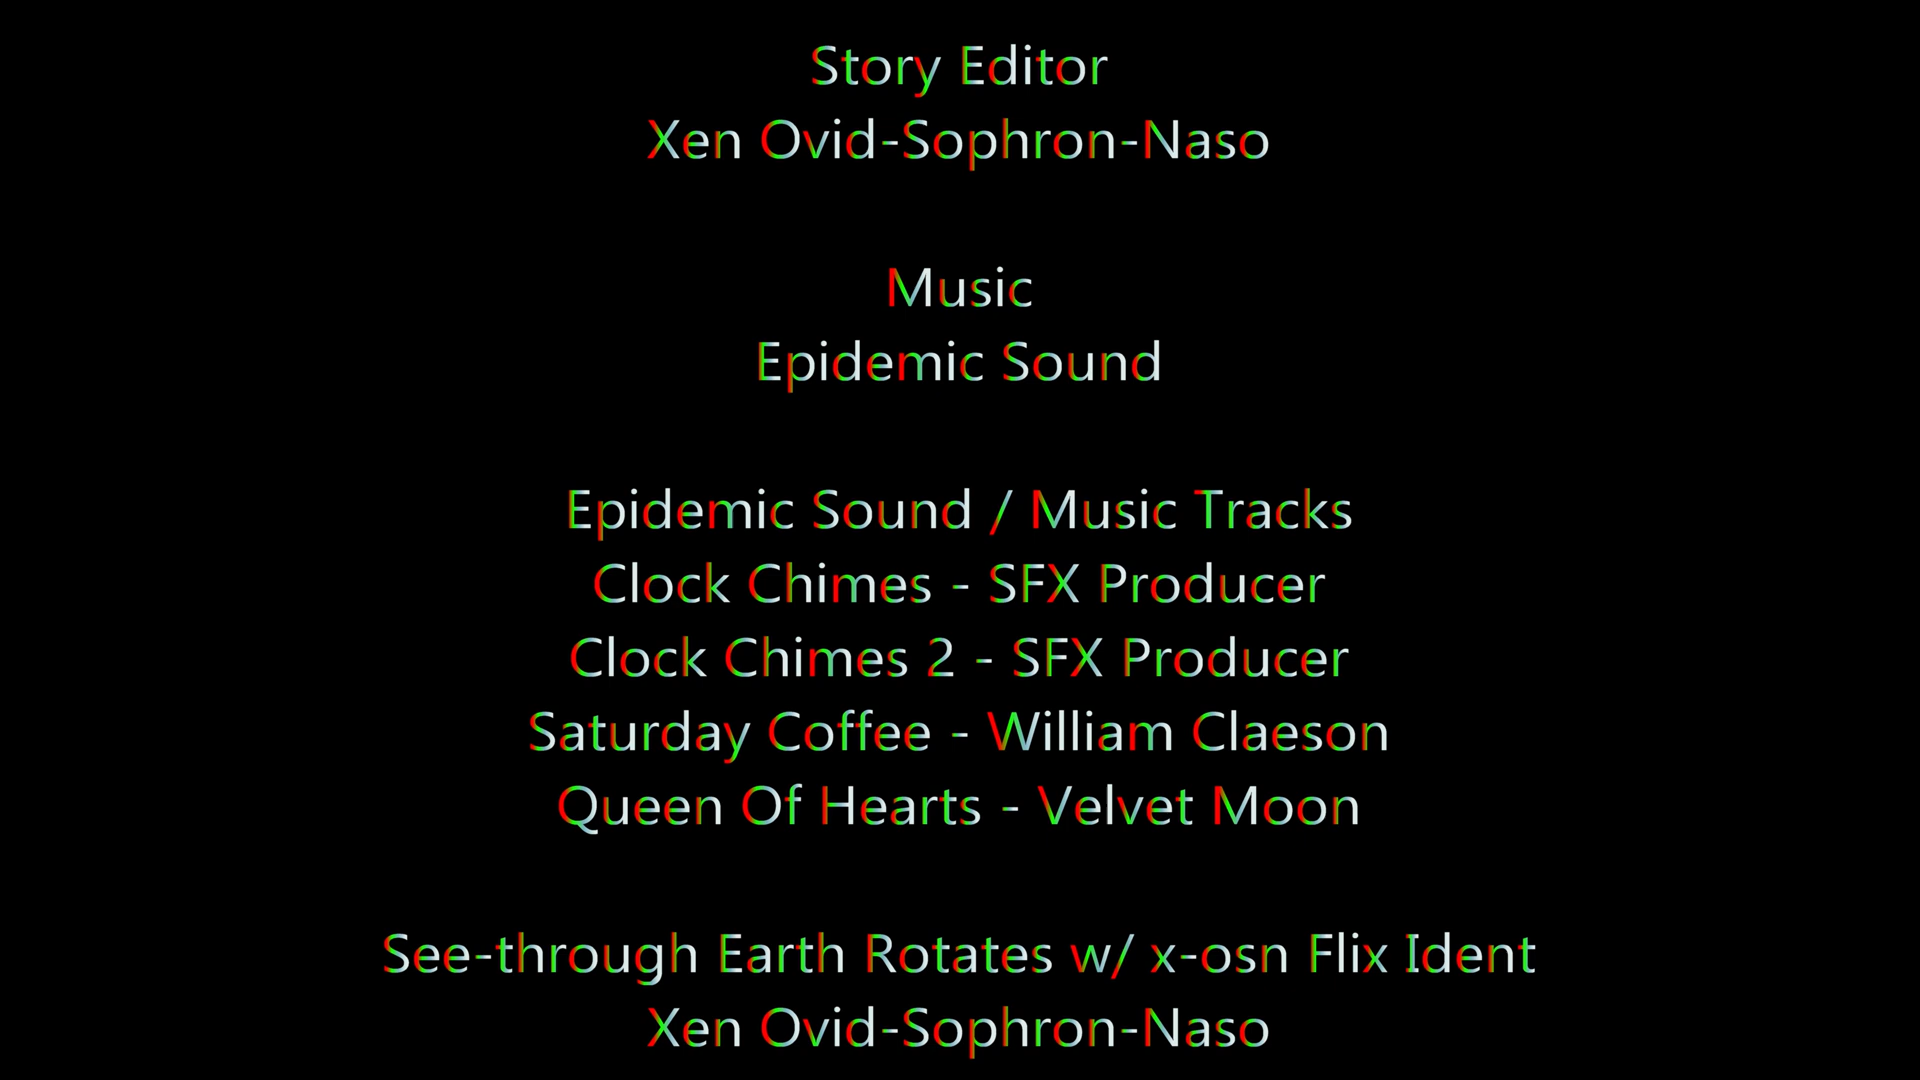 Story Editor
Xen Ovid-Sophron-Naso
Music
Epidemic Sound
Epidemic Sound / Music Tracks
Clock Chimes - SFX Producer
Clock Chimes 2 - SFX Producer
Saturday Coffee - William Claeson
Queen Of Hearts - Velvet Moon
See-through Earth Rotates w/ x-osn Flix Ident
Xen Ovid-Sophron-Naso